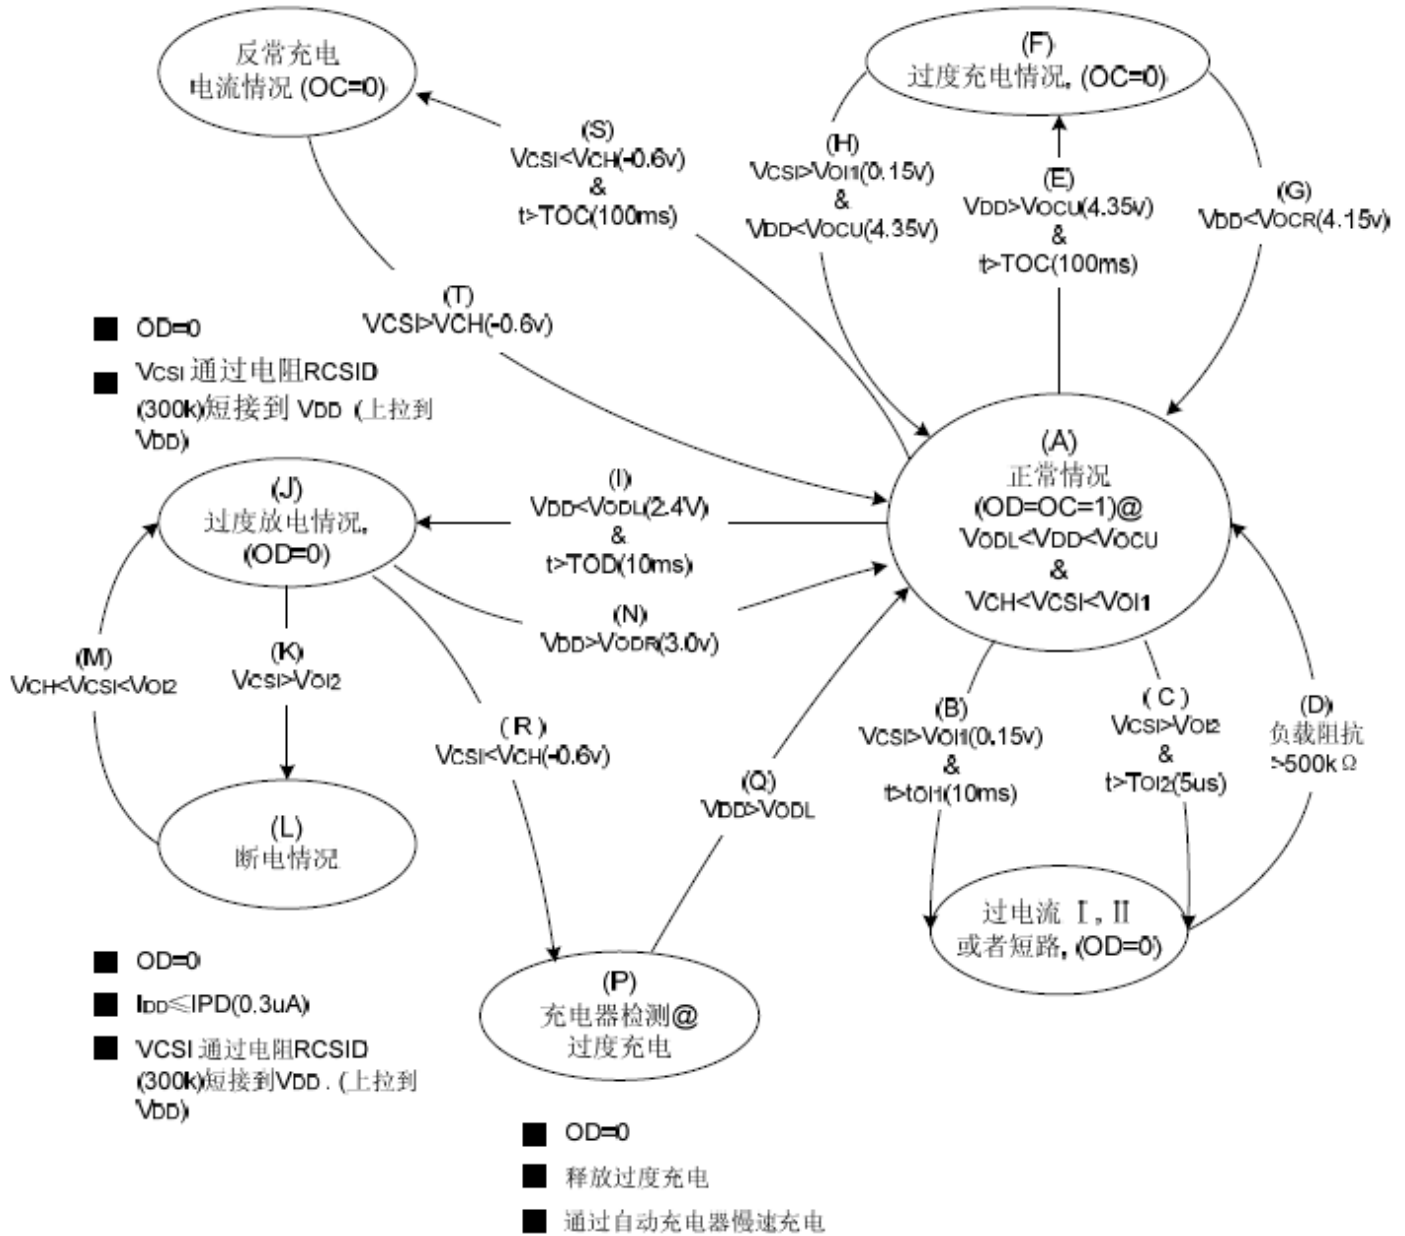 反常充电
电流情况 (OC=0)
(F)
过度充电情况, (OC=0)
(S)
VCSI<VCH(-0.6v)
&
t>TOC(100ms)
(H)
VCSI>VOI1(0.15v)
&
VDD<VOCU(4.35v)
(E)
VDD>VOCU(4.35v)
&
t>TOC(100ms)
(G)
VDD<VOCR(4.15v)
(T)
VCSI>VCH(-0.6v)
■ OD=0
■ VCSI 通过电阻RCSID
(300k)短接到 VDD (上拉到
VDD)
(A)
正常情况
(OD=OC=1)@
VODL<VDD<VOCU
&
VCH<VCSI<VOI1
(J)
过度放电情况,
(OD=0)
(I)
VDD<VODL(2.4V)
&
t>TOD(10ms)
(N)
VDD>VODR(3.0v)
(M)
VCH<VCSI<VOI2
(K)
VCSI>VOI2
(R)
VCSI<VCH(-0.6v)
(Q)
VDD>VODL
(B)
VCSI>VOI1(0.15v)
&
t>tOI1(10ms)
(C)
VCSI>VOI2
&
t>TOI2(5us)
(D)
负载阻抗
>500kΩ
(L)
断电情况
过电流 I, II
或者短路, (OD=0)
■ OD=0
■ IDD≤IPD(0.3uA)
■ VCSI 通过电阻RCSID
(300k)短接到VDD. (上拉到
VDD)
(P)
充电器检测@
过度充电
■ OD=0
■ 释放过度充电
■ 通过自动充电器慢速充电